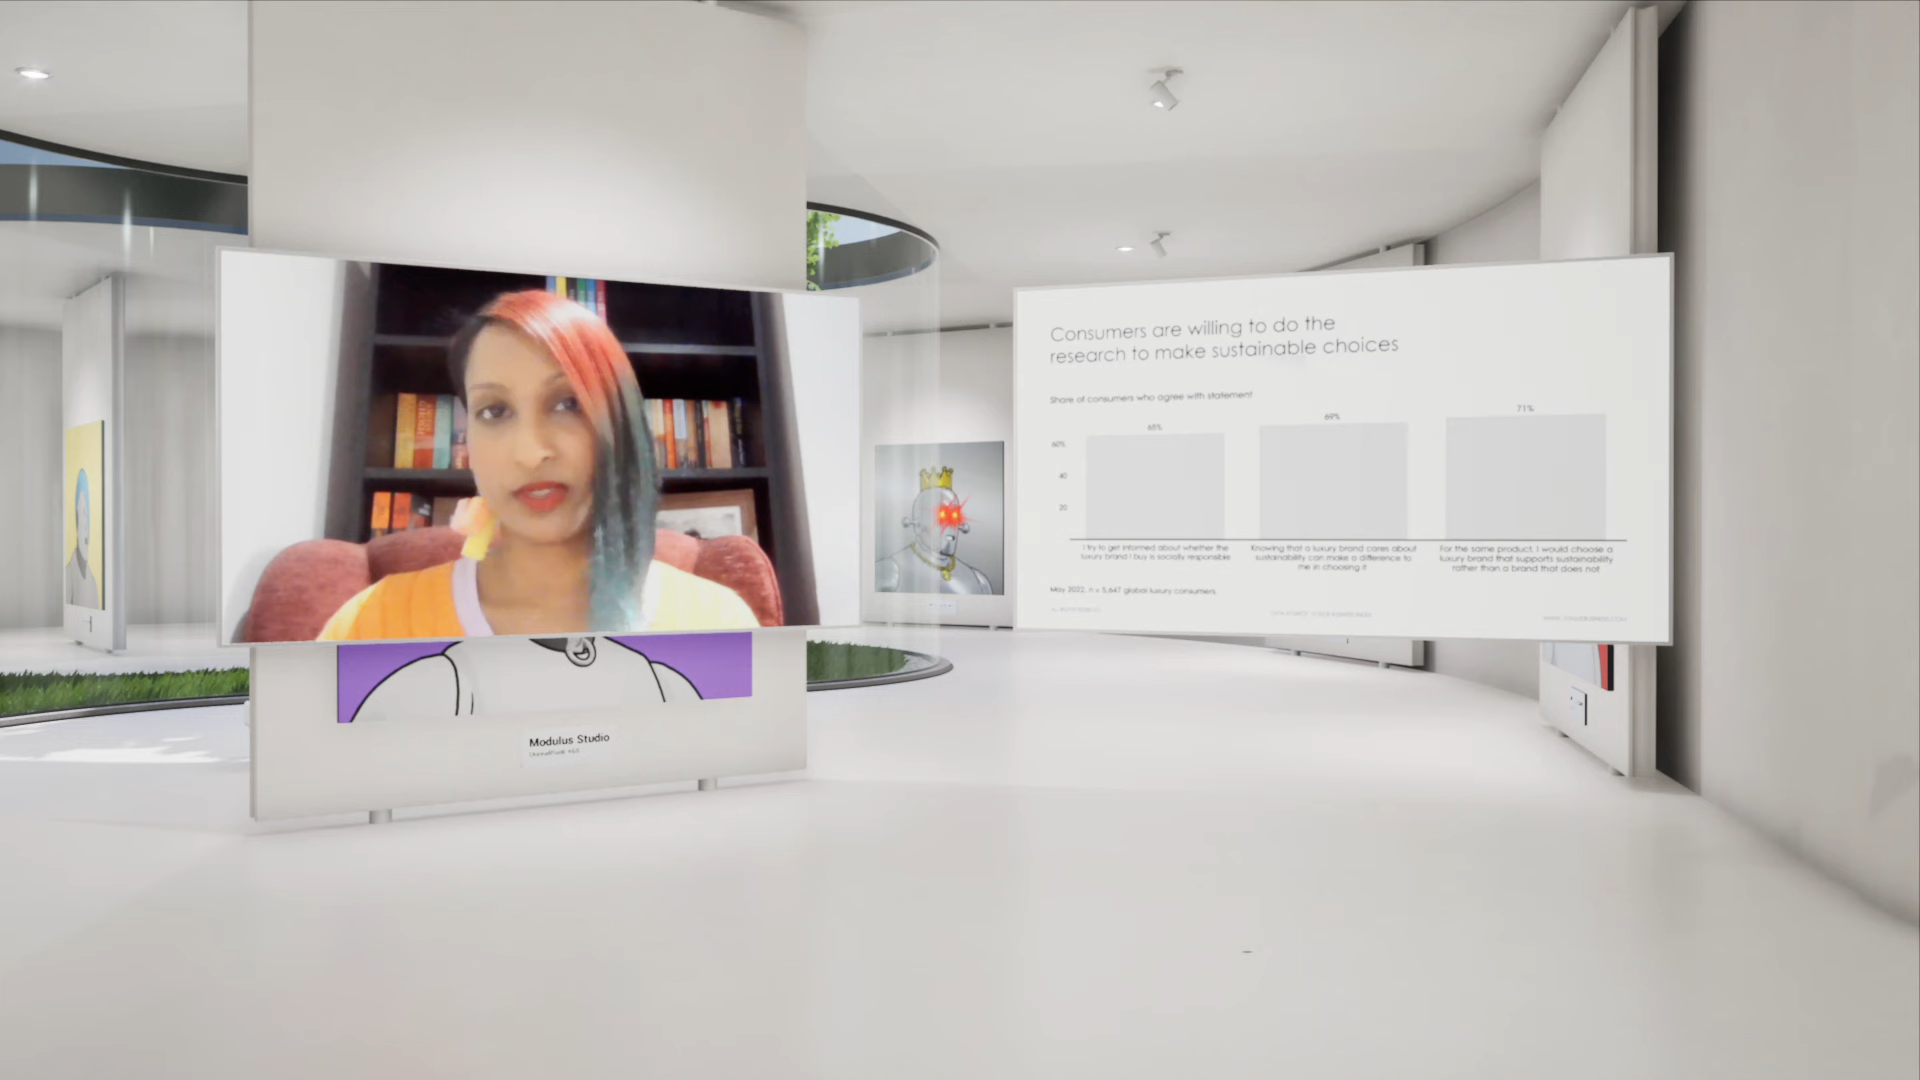 Consumers are willing to do the
research to make sustainable choices
Share of consumers who agree with statement
65%
69%
71%
60%
40
20
I try to get informed about whether the
luxury brand I buy is socially responsible
Knowing that a luxury brand cares about
sustainability can make a difference to
me in choosing it
For the same product, I would choose a
luxury brand that supports sustainability
rather than a brand that does not
May 2022, n = 5,647 global luxury consumers.
WWW.VOGUEBUSINESS.COM
Modulus Studio